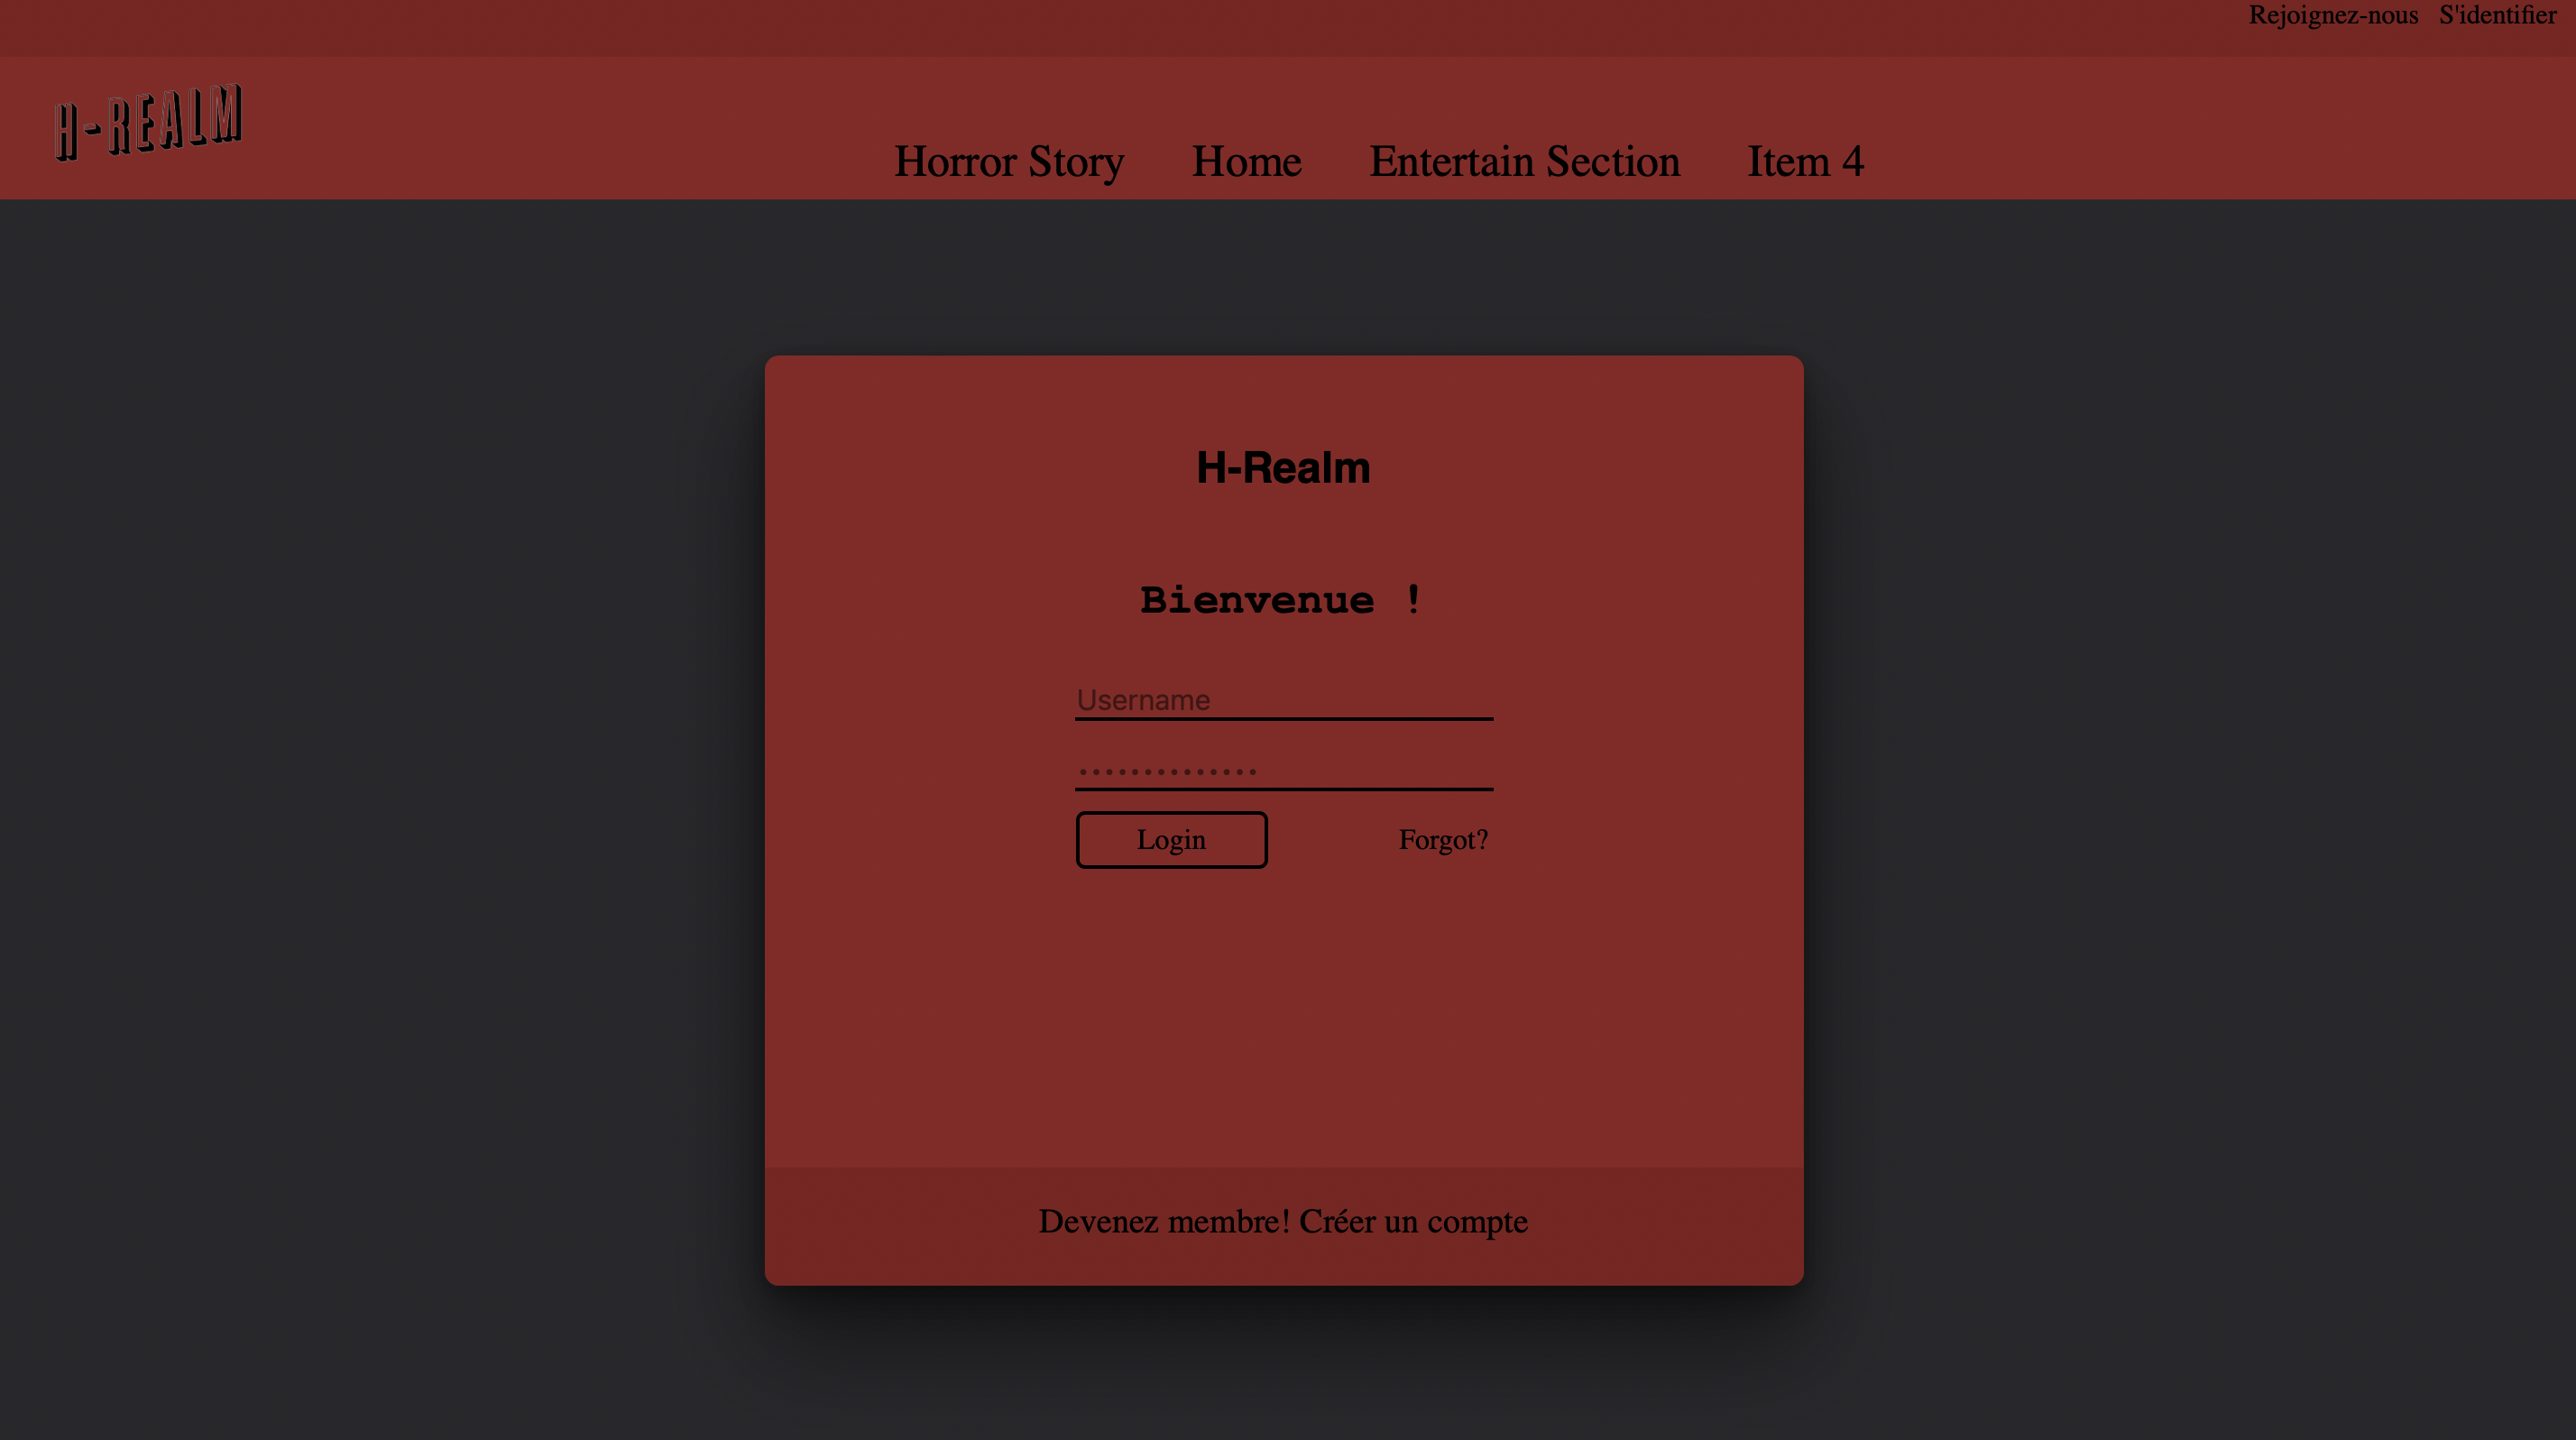 Rejoignez-nous S'identifier
H-REALM
Horror Story Home Entertain Section Item 4
H-Realm
Bienvenue !
Username
••••••••••••••
Login Forgot?
Devenez membre! Créer un compte